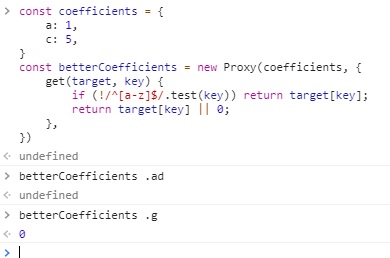 > const coefficients = {
a: 1,
c: 5,
}
const betterCoefficients = new Proxy(coefficients, {
get(target, key) {
if (!/^[a-z]$/.test(key)) return target[key];
return target[key] || 0;
},
})
undefined
> betterCoefficients .ad
undefined
> betterCoefficients .g
0
>